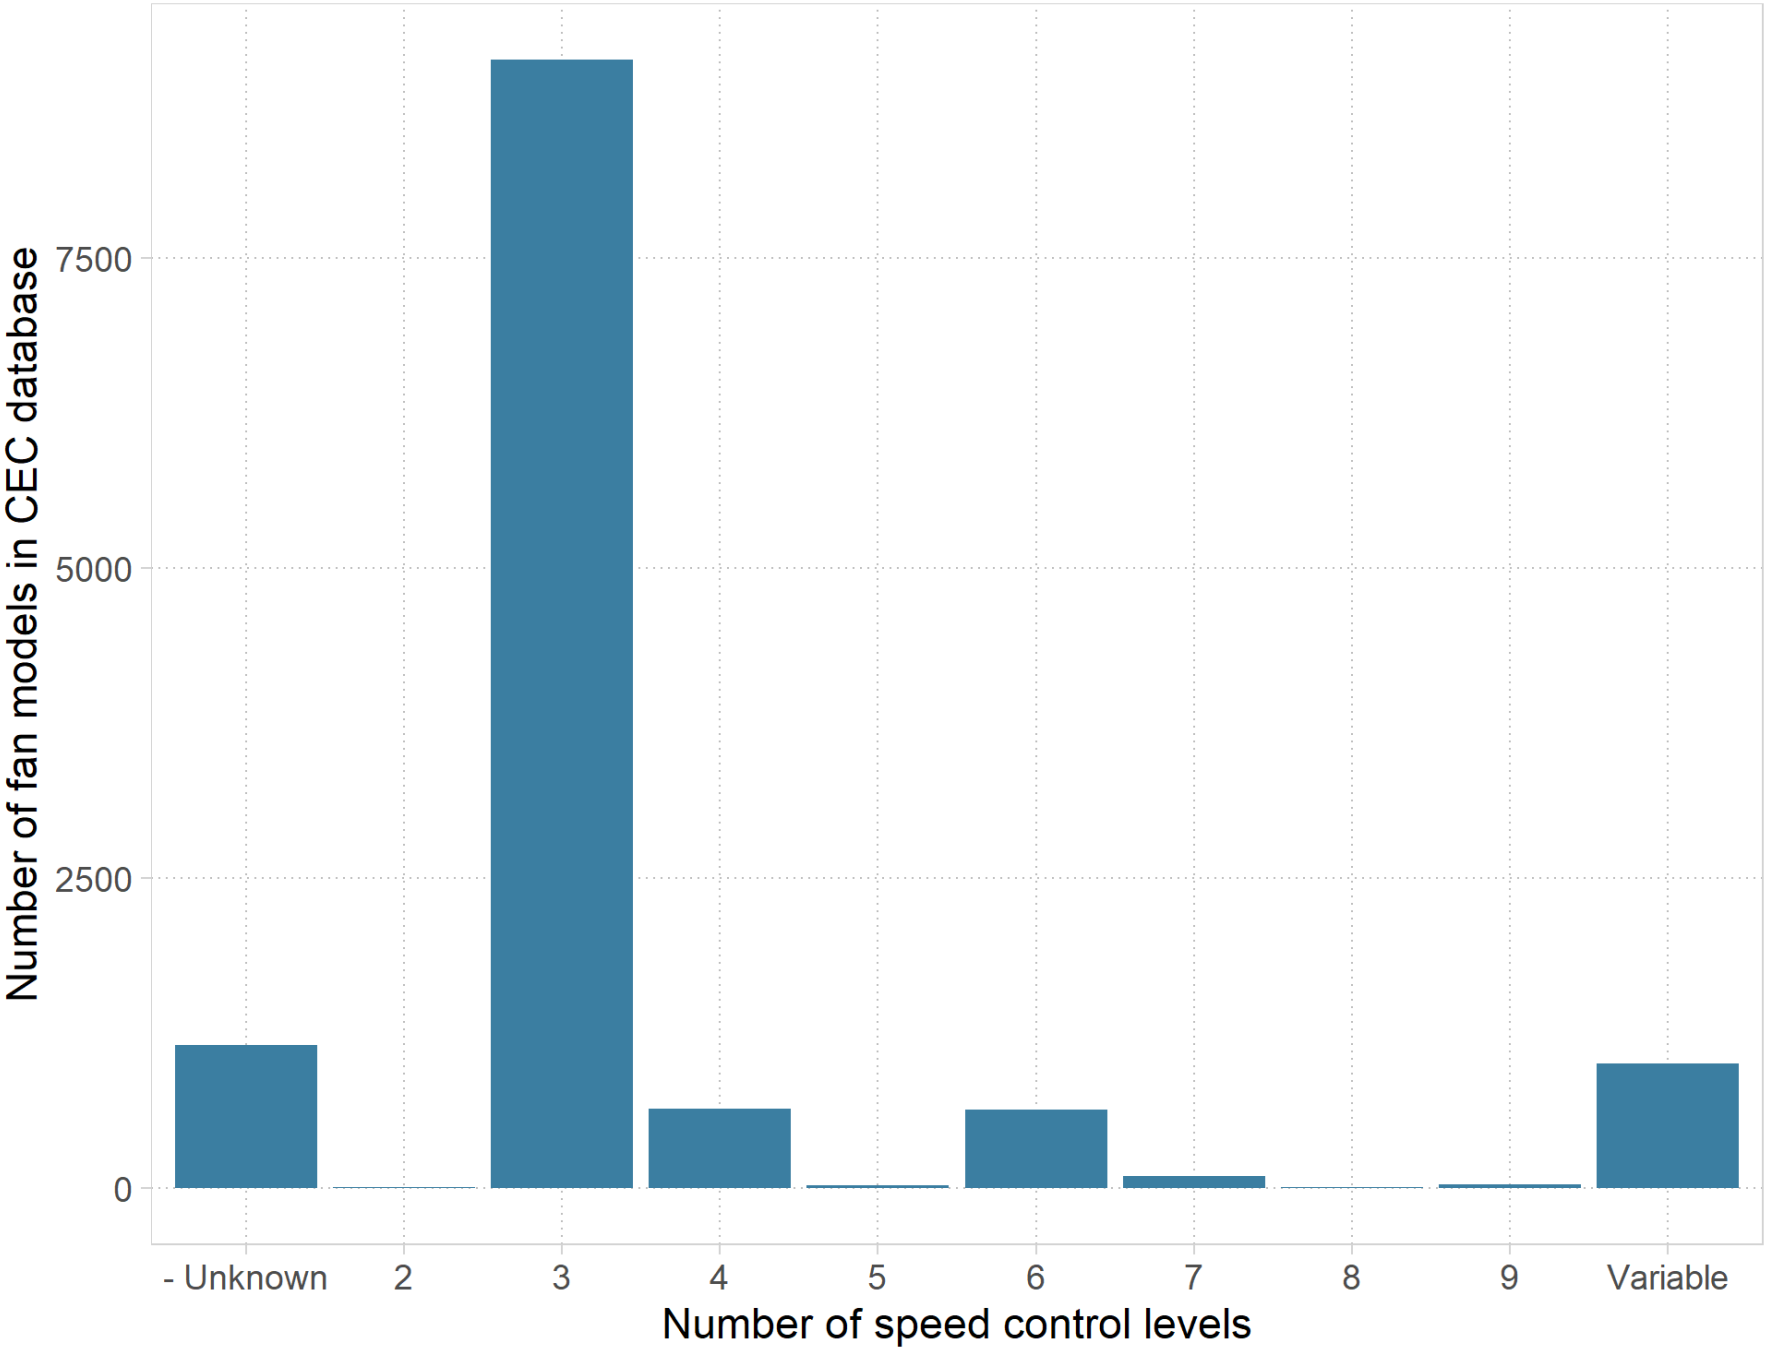 Number of fan models in CEC database
7500
5000
2500
0
- Unknown 2 3 4 5 6 7 8 9 Variable
Number of speed control levels